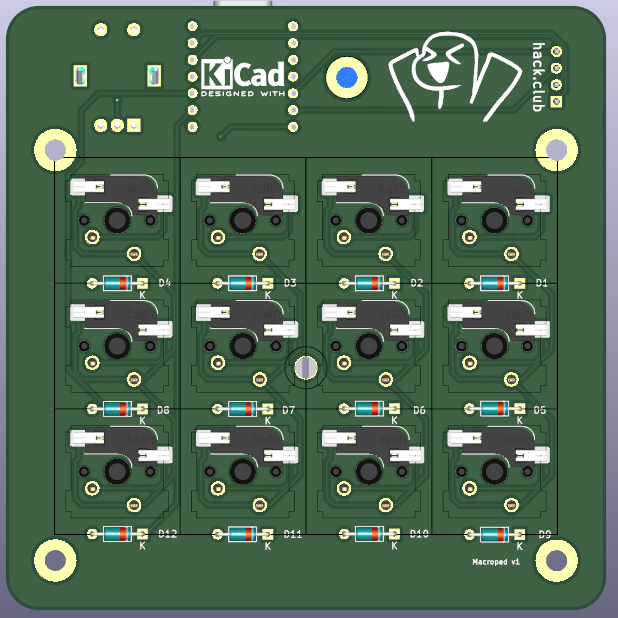 KiCad
DESIGNED WITH
hack.club
D4
K
D3
K
D2
K
D1
K
D8
K
D7
K
D6
K
D5
K
D12
K
D11
K
D10
K
D9
K
Macropad v1